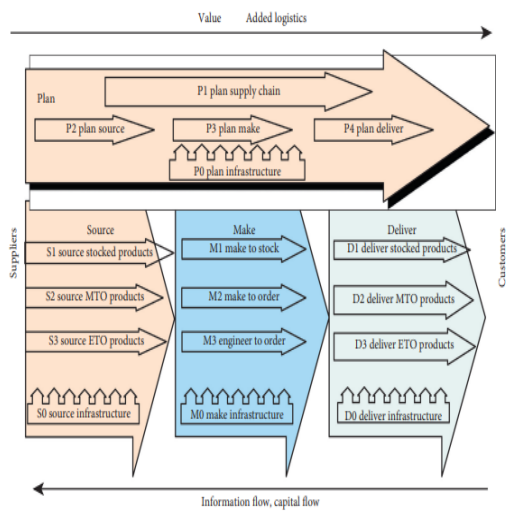 Value Added logistics
Plan
P1 plan supply chain
P2 plan source
P3 plan make
P4 plan deliver
P0 plan infrastructure
Suppliers
Customers
Source
S1 source stocked products
S2 source MTO products
S3 source ETO products
S0 source infrastructure
Make
M1 make to stock
M2 make to order
M3 engineer to order
M0 make infrastructure
Deliver
D1 deliver stocked products
D2 deliver MTO products
D3 deliver ETO products
D0 deliver infrastructure
Information flow, capital flow